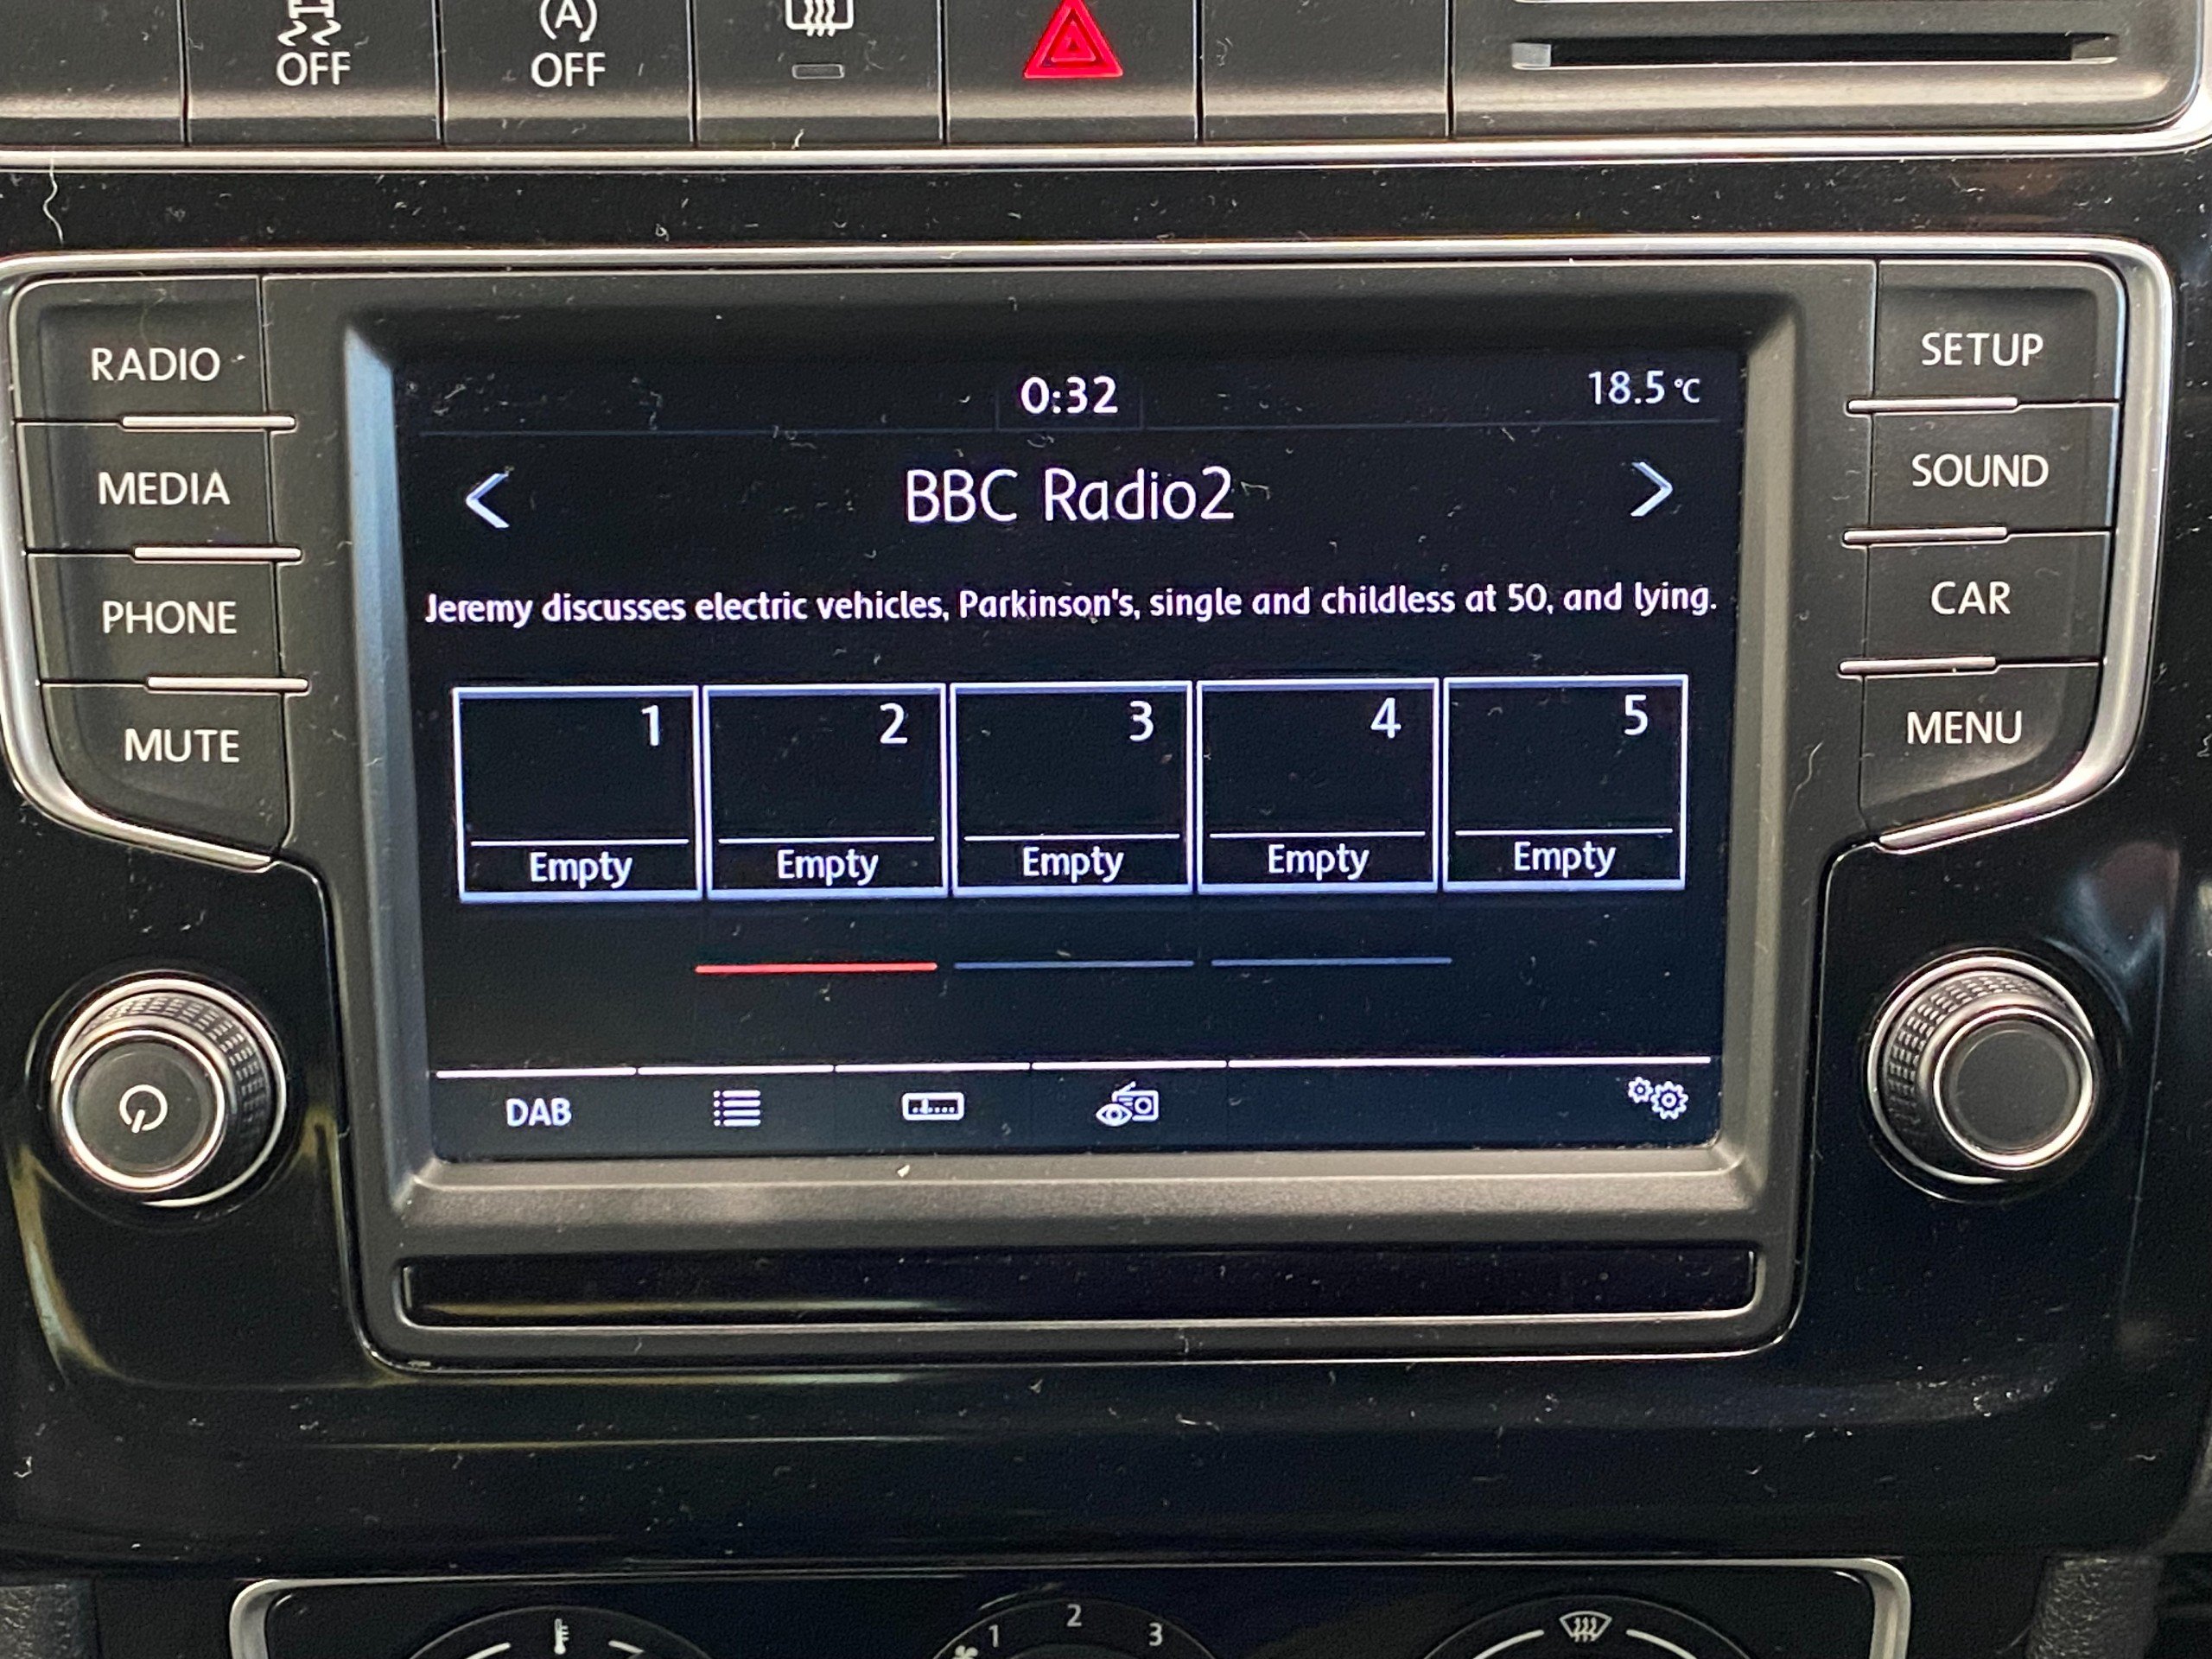 OFF
A
OFF
RADIO
MEDIA
PHONE
MUTE
SETUP
SOUND
CAR
MENU
0:32
18.5°C
BBC Radio2
Jeremy discusses electric vehicles, Parkinson's, single and childless at 50, and lying.
1 2 3 4 5
Empty Empty Empty Empty Empty
DAB
1 2 3